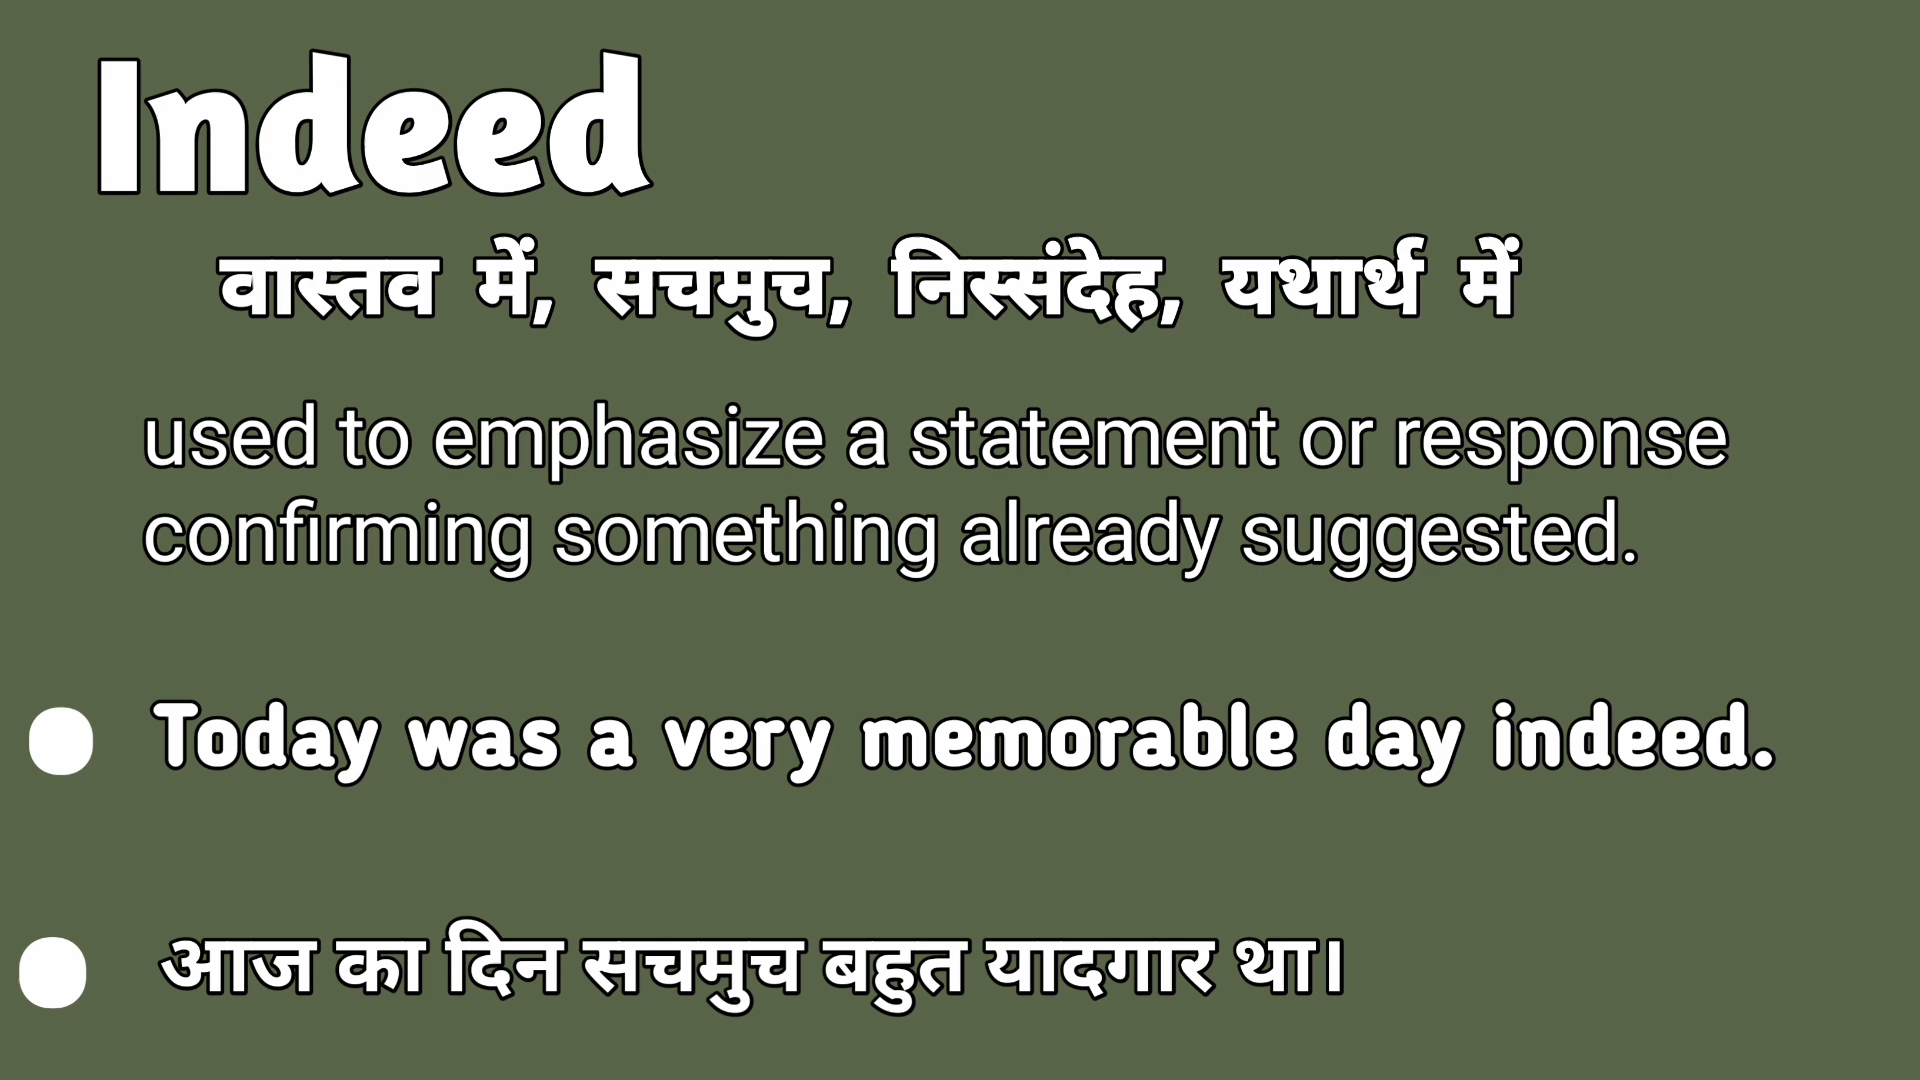 Indeed
वास्तव में, सचमुच, निस्संदेह, यथार्थ में
used to emphasize a statement or response
confirming something already suggested.
Today was a very memorable day indeed.
आज का दिन सचमुच बहुत यादगार था।